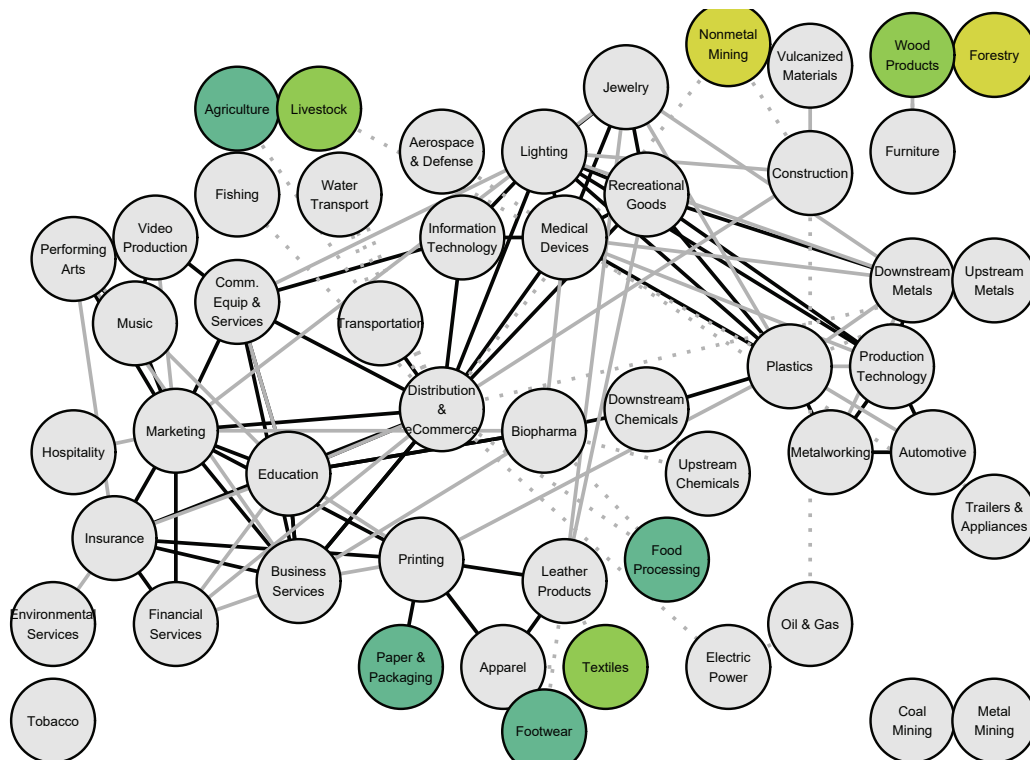 Nonmetal
Mining
Vulcanized
Materials
Wood
Products
Forestry
Jewelry
Agriculture
Livestock
Aerospace
& Defense
Lighting
Furniture
Fishing
Water
Transport
Recreational
Goods
Construction
Video
Production
Performing
Arts
Information
Technology
Medical
Devices
Downstream
Metals
Upstream
Metals
Comm.
Equip &
Services
Music
Transportation
Plastics
Production
Technology
Distribution
& 
eCommerce
Downstream
Chemicals
Marketing
Biopharma
Hospitality
Education
Upstream
Chemicals
Metalworking
Automotive
Trailers &
Appliances
Insurance
Printing
Food
Processing
Business
Services
Leather
Products
Environmental
Services
Financial
Services
Oil & Gas
Paper &
Packaging
Apparel
Textiles
Electric
Power
Tobacco
Footwear
Coal
Mining
Metal
Mining